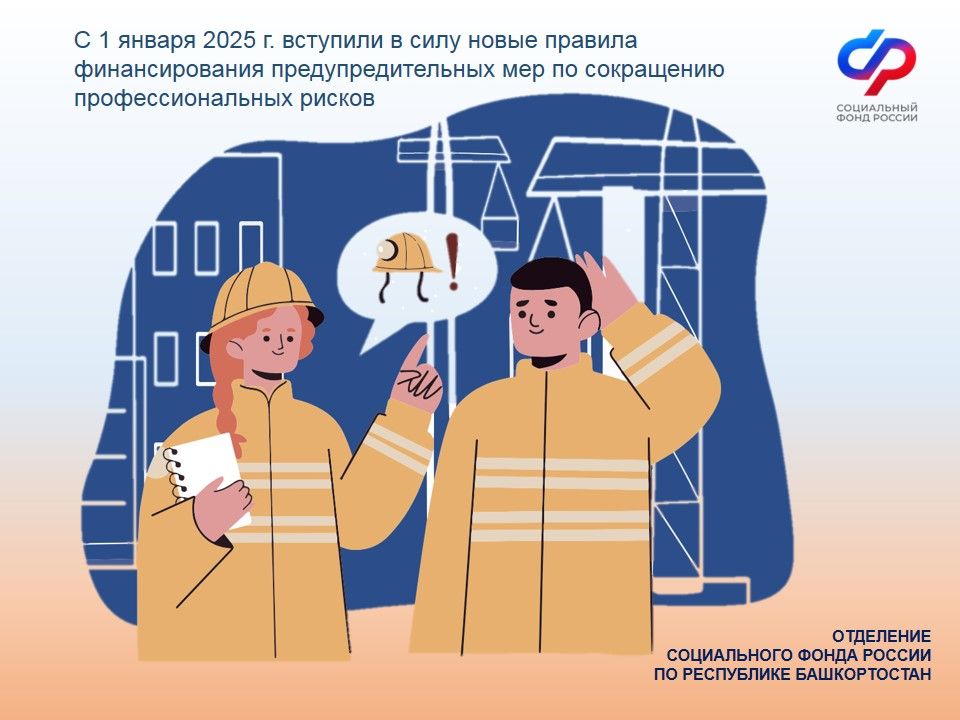 С 1 января 2025 г. вступили в силу новые правила
финансирования предупредительных мер по сокращению
профессиональных рисков
СОЦИАЛЬНЫЙ
ФОНД РОССИИ
!
ОТДЕЛЕНИЕ
СОЦИАЛЬНОГО ФОНДА РОССИИ
ПО РЕСПУБЛИКЕ БАШКОРТОСТАН